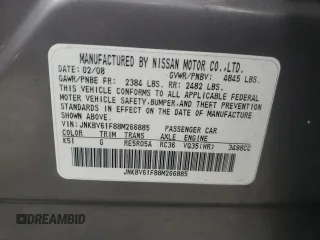 MANUFACTURED BY NISSAN MOTOR CO.,LTD.
DATE: 02/08 GVWR/PNBV: 4845 LBS.
GAWR/PNBE FR: 2384 LBS. RR: 2482 LBS.
THIS VEHICLE CONFORMS TO ALL APPLICABLE FEDERAL
MOTOR VEHICLE SAFETY, BUMPER, AND THEFT PREVENTION
STANDARDS IN EFFECT ON THE DATE OF MANUFACTURE
SHOWN ABOVE.
VIN: JNKBV61F88M266885 PASSENGER CAR
COLOR TRIM TRANS AXLE ENGINE
K51 G RE5R05A RC36 VQ35(HR) 3498CC
JNKBV61F88M266885
DREAMBID